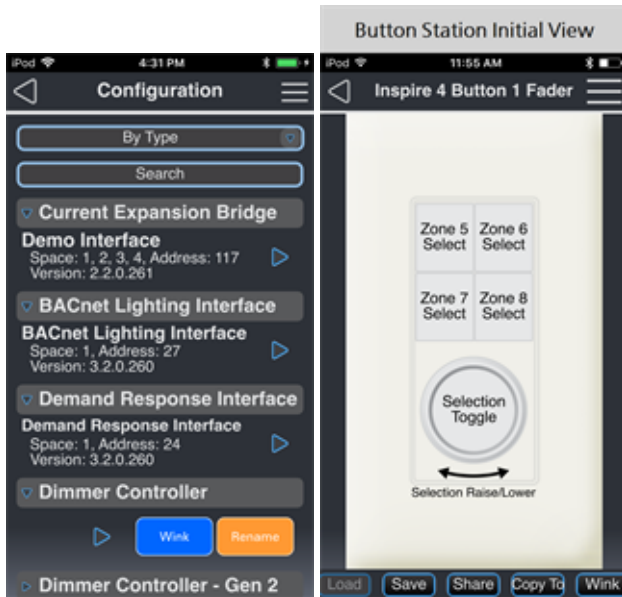 Button Station Initial View
iPod 4:31 PM
Configuration
By Type
Search
Current Expansion Bridge
Demo Interface
Space: 1, 2, 3, 4, Address: 117
Version: 2.2.0.261
BACnet Lighting Interface
BACnet Lighting Interface
Space: 1, Address: 27
Version: 3.2.0.260
Demand Response Interface
Demand Response Interface
Space: 1, Address: 24
Version: 3.2.0.260
Dimmer Controller
Wink Rename
Dimmer Controller - Gen 2
iPod 11:55 AM
Inspire 4 Button 1 Fader
Zone 5 Zone 6
Select Select
Zone 7 Zone 8
Select Select
Selection
Toggle
Selection Raise/Lower
Load Save Share Copy To Wink